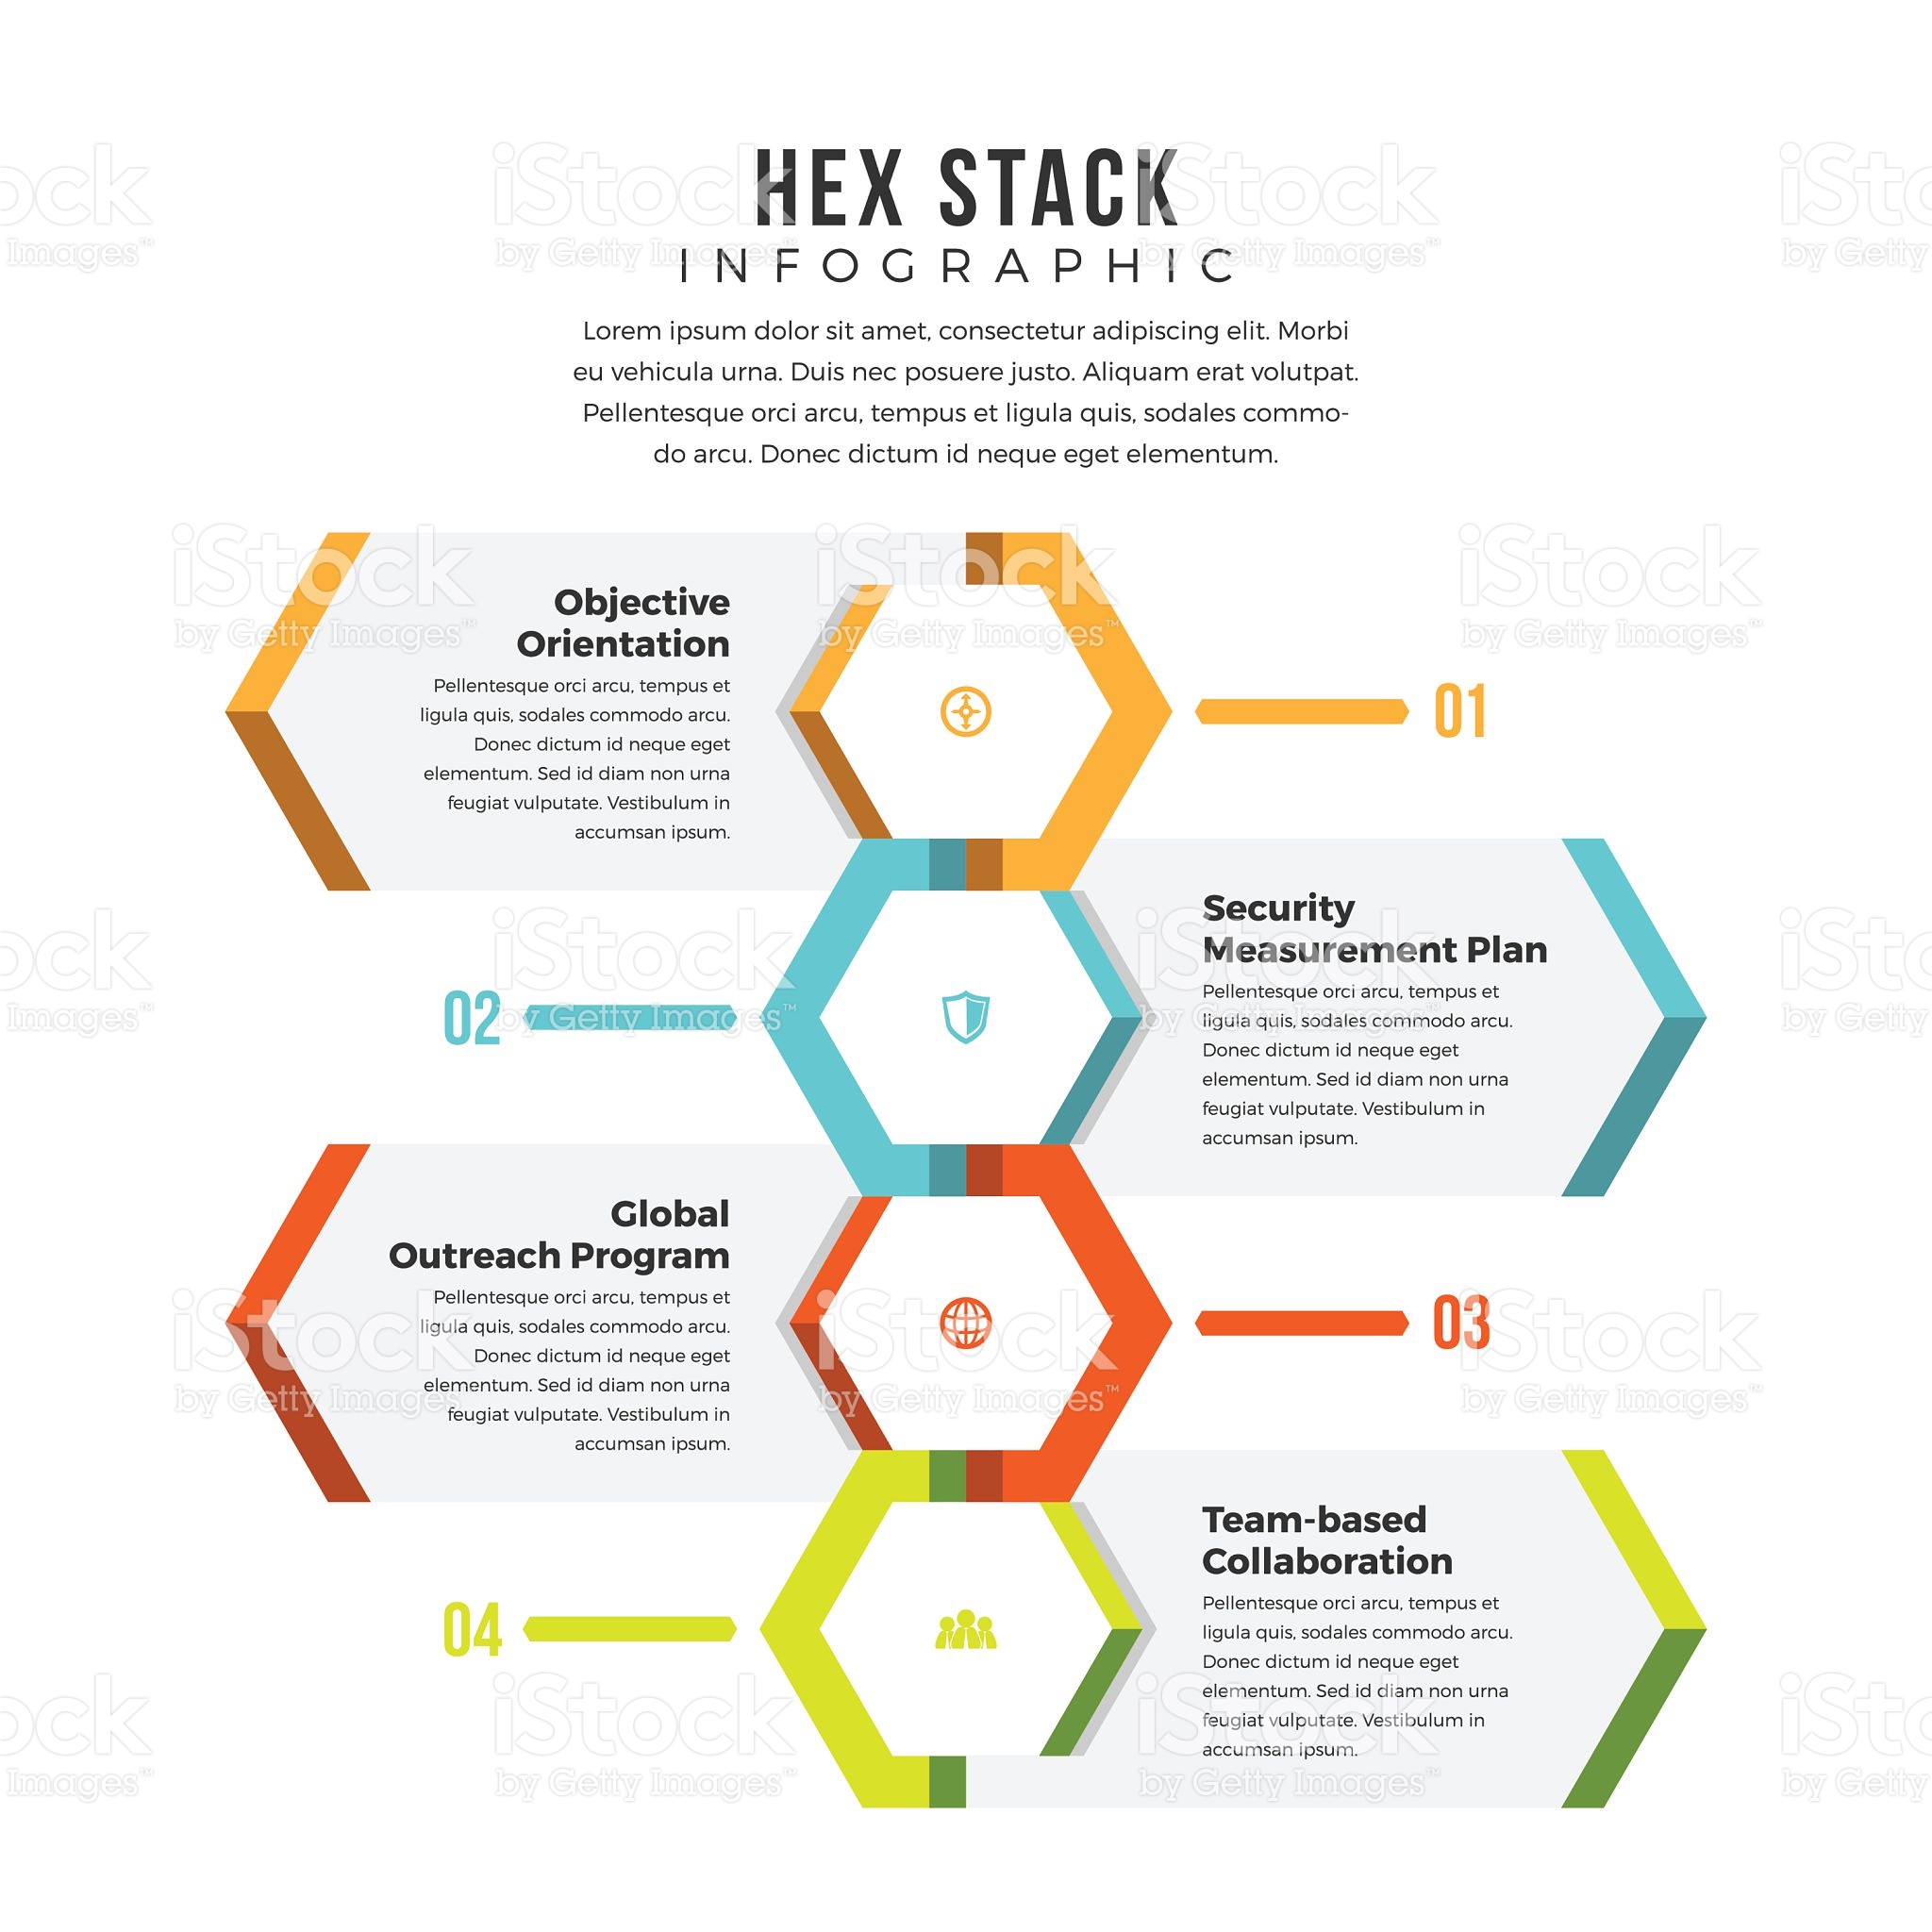 HEX STACK
INFOGRAPHIC
Lorem ipsum dolor sit amet, consectetur adipiscing elit. Morbi
eu vehicula urna. Duis nec posuere justo. Aliquam erat volutpat.
Pellentesque orci arcu, tempus et ligula quis, sodales commo-
do arcu. Donec dictum id neque eget elementum.
Objective
Orientation
Pellentesque orci arcu, tempus et
ligula quis, sodales commodo arcu.
Donec dictum id neque eget
elementum. Sed id diam non urna
feugiat vulputate. Vestibulum in
accumsan ipsum.
01
02
Security
Measurement Plan
Pellentesque orci arcu, tempus et
ligula quis, sodales commodo arcu.
Donec dictum id neque eget
elementum. Sed id diam non urna
feugiat vulputate. Vestibulum in
accumsan ipsum.
Global
Outreach Program
Pellentesque orci arcu, tempus et
ligula quis, sodales commodo arcu.
Donec dictum id neque eget
elementum. Sed id diam non urna
feugiat vulputate. Vestibulum in
accumsan ipsum.
03
04
Team-based
Collaboration
Pellentesque orci arcu, tempus et
ligula quis, sodales commodo arcu.
Donec dictum id neque eget
elementum. Sed id diam non urna
feugiat vulputate. Vestibulum in
accumsan ipsum.
iStock
by Getty Images™